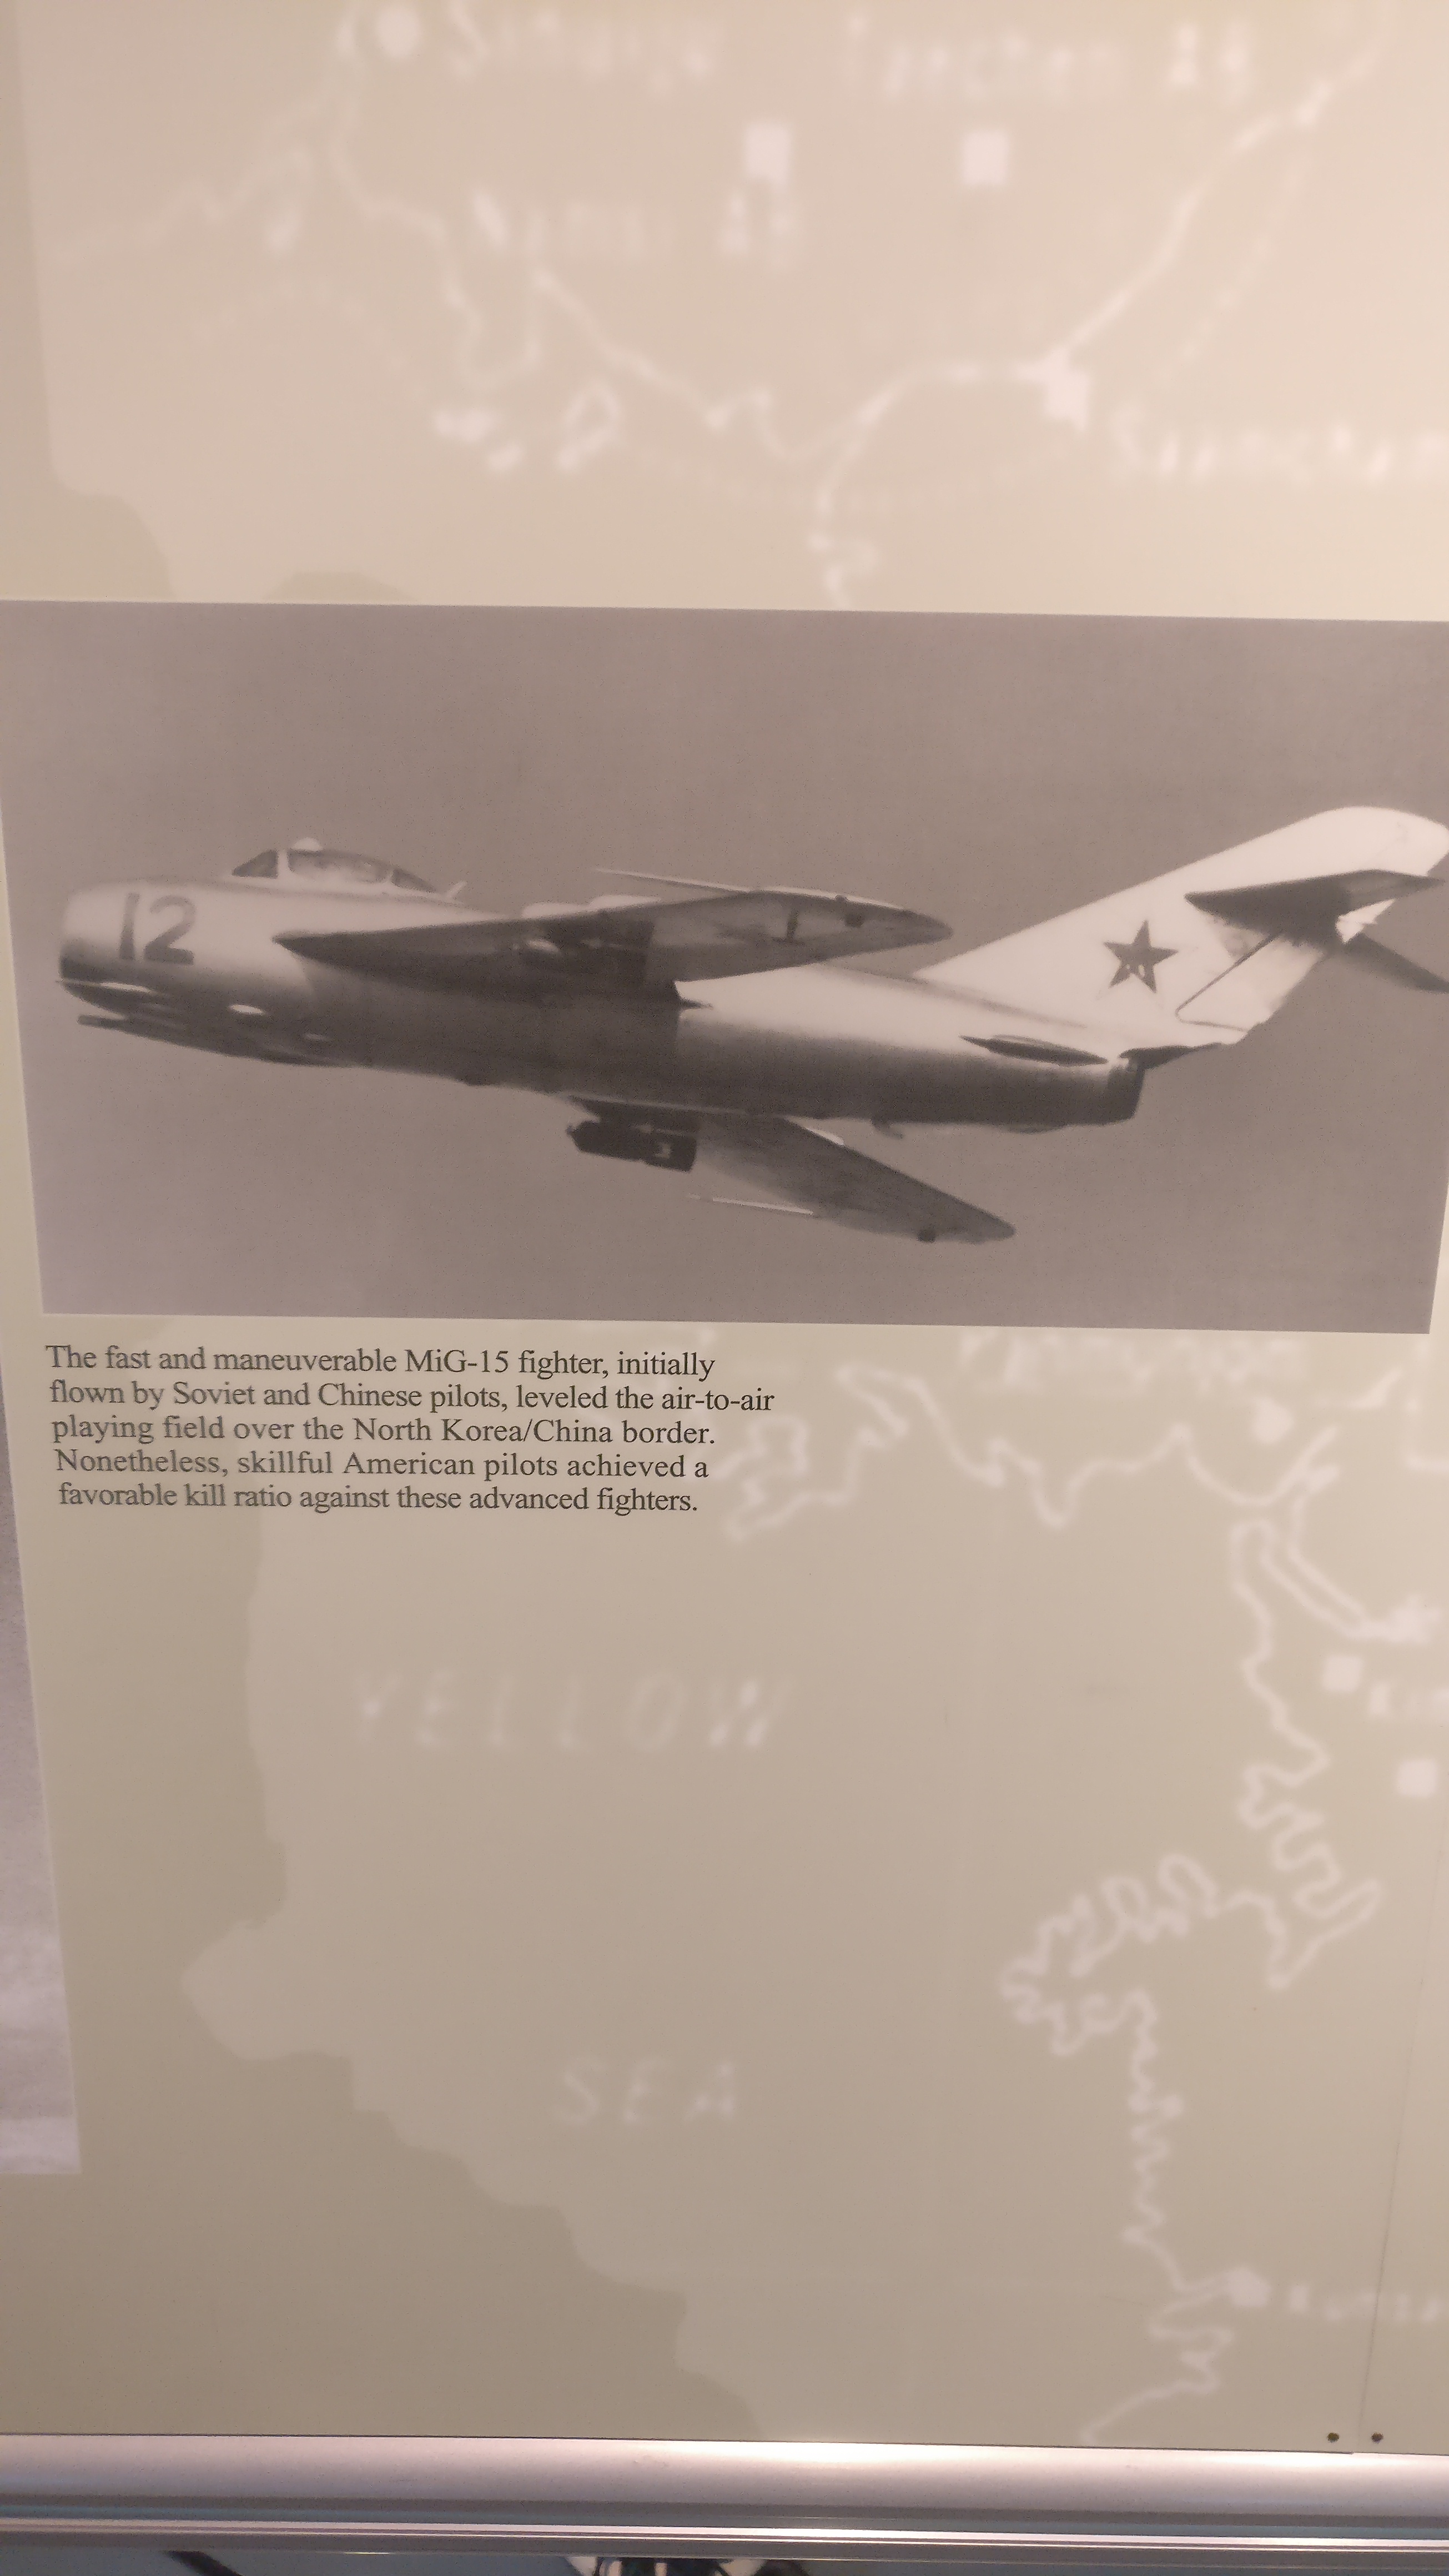 12
The fast and maneuverable MiG-15 fighter, initially
flown by Soviet and Chinese pilots, leveled the air-to-air
playing field over the North Korea/China border.
Nonetheless, skillful American pilots achieved a
favorable kill ratio against these advanced fighters.
YELLOW
SEA